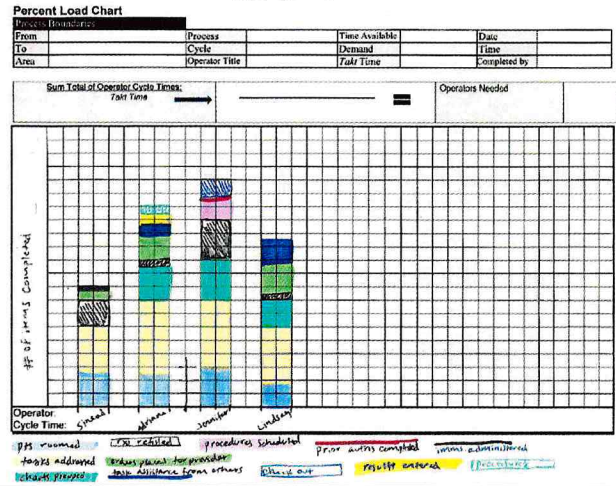 Percent Load Chart
Process Boundaries
From Process Time Available Date
To Cycle Demand Time
Area Operator Title Takt Time Completed by
Sum Total of Operator Cycle Times: Operators Needed
Takt Time
# of imms completed
Operator: Sinead Adriana Jennifer Lindsay
Cycle Time:
pts roomed rx refilled procedures scheduled prior auths completed imms administered
tasks addressed orders placed for provider
task assistance from others check out results entered procedures
charts prepped